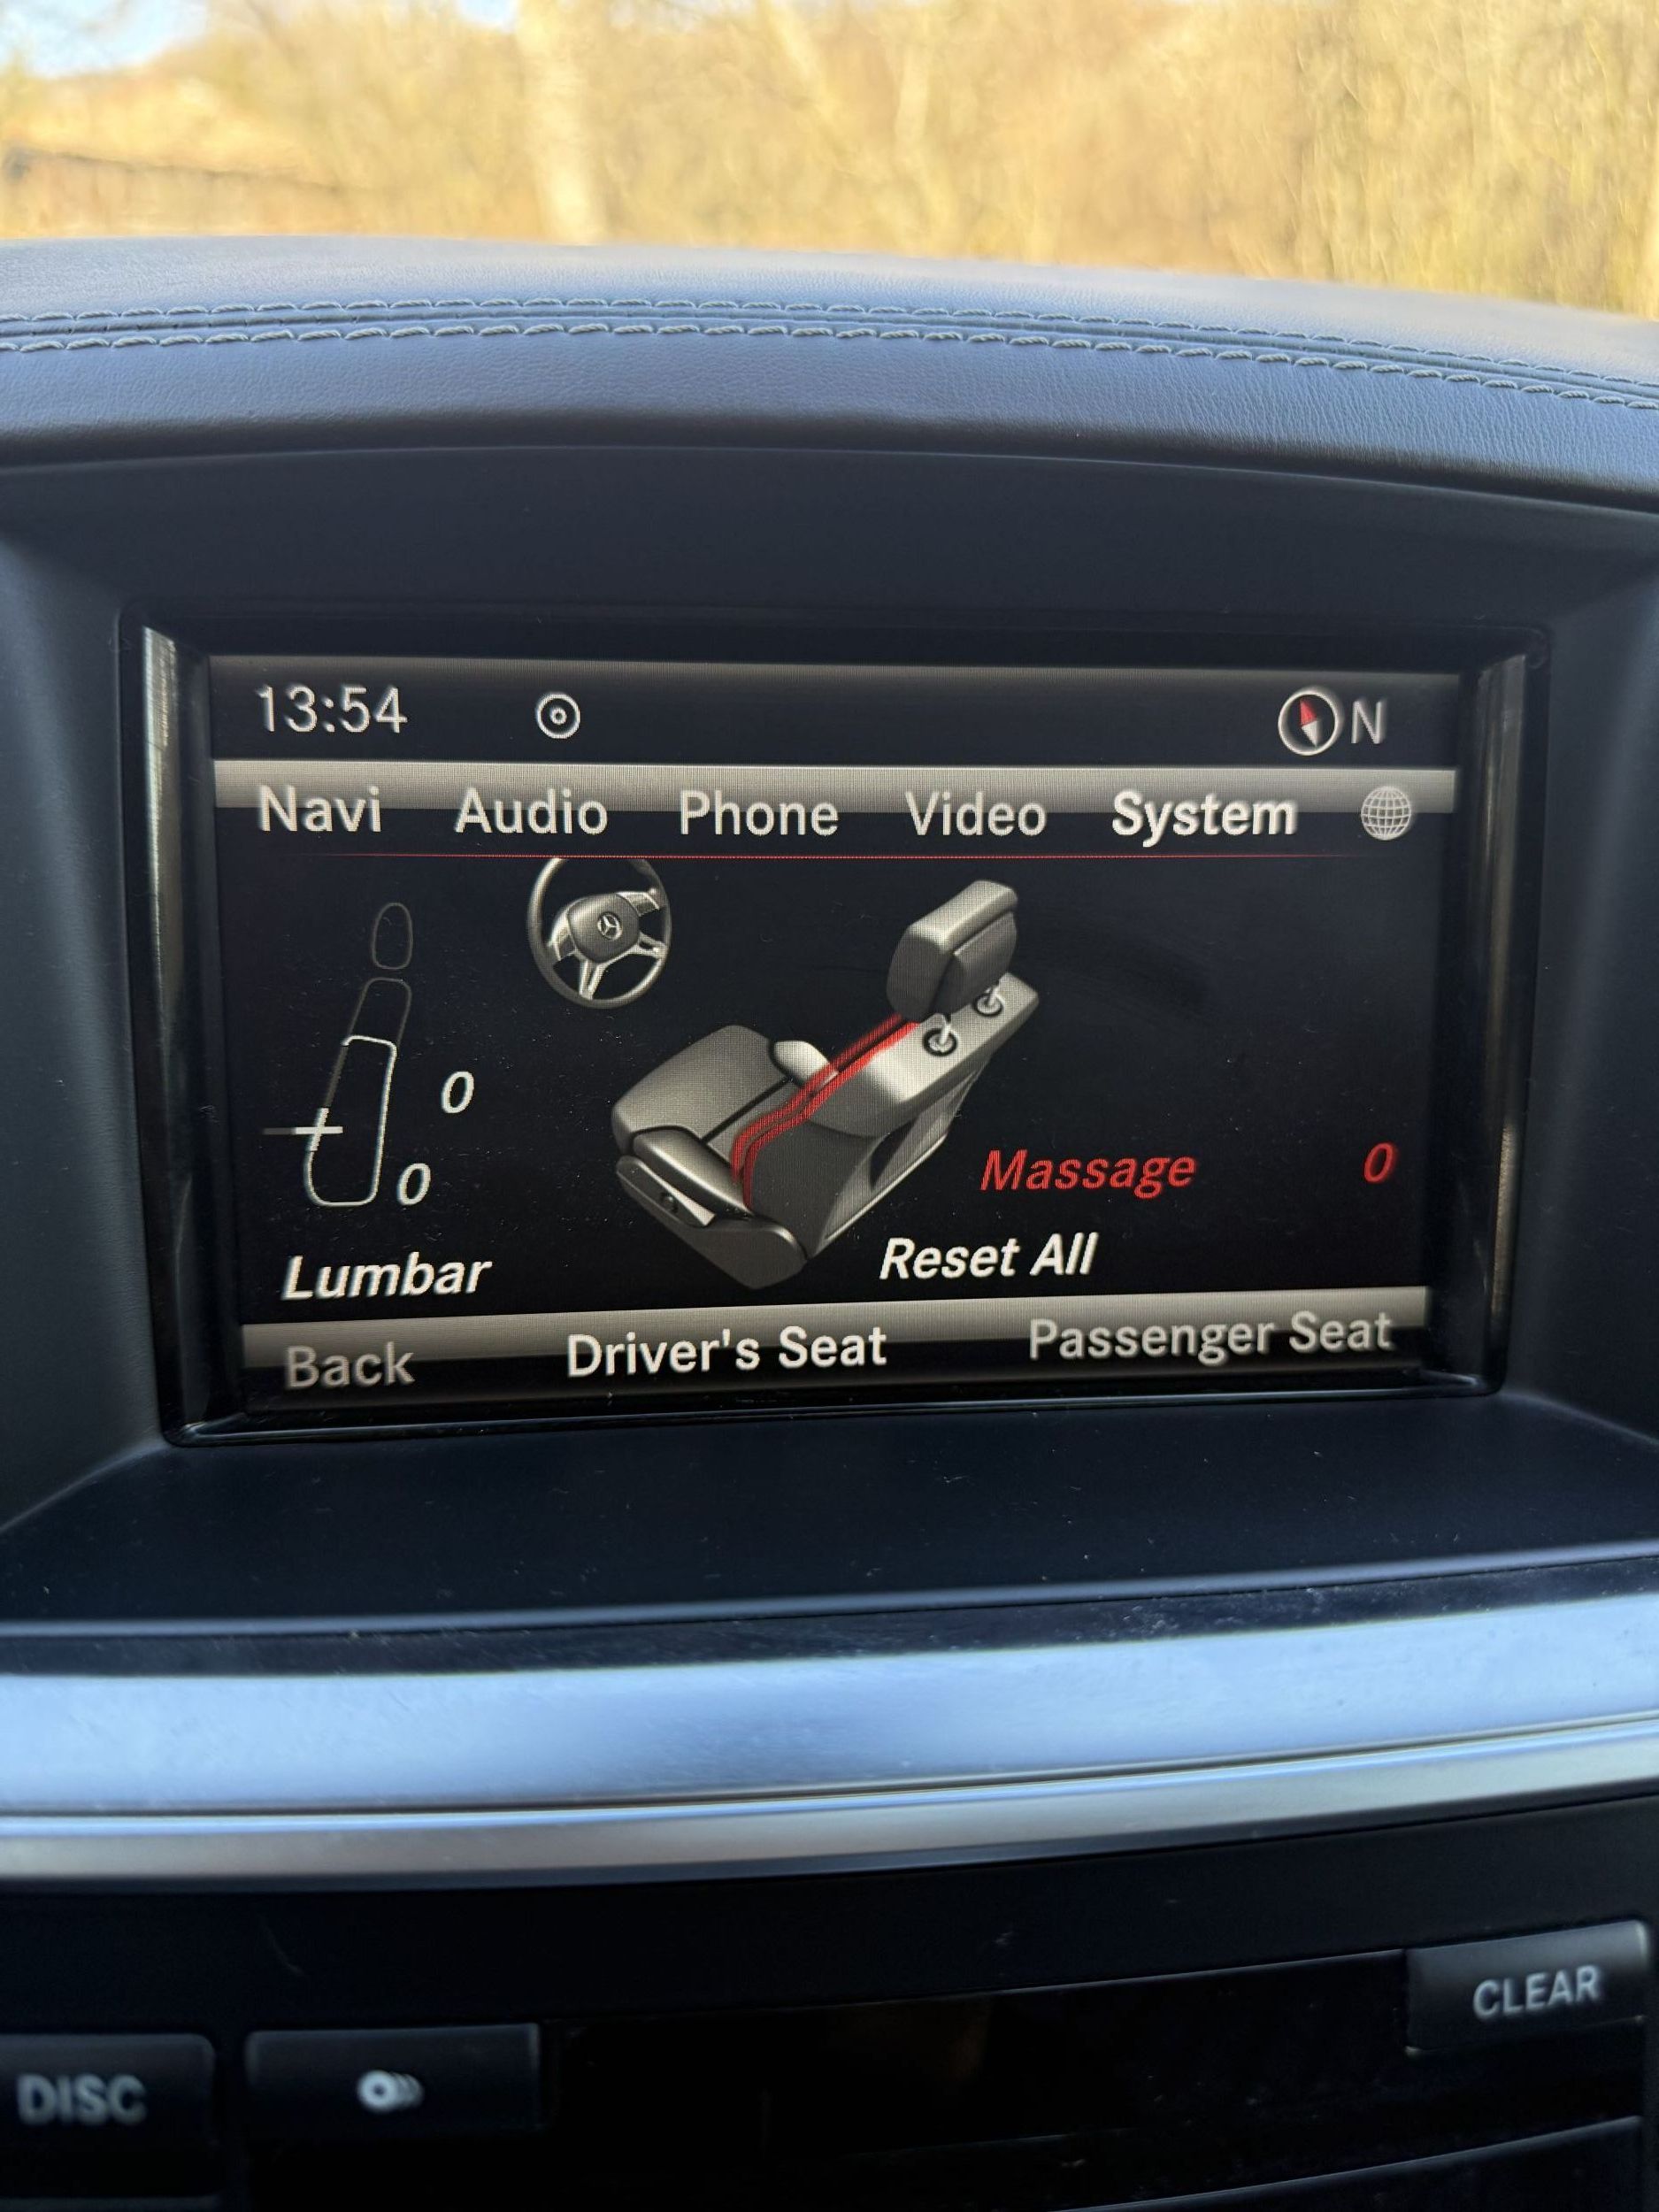 13:54 N
Navi Audio Phone Video System
0
0
Massage 0
Lumbar
Reset All
Back Driver's Seat Passenger Seat
CLEAR
DISC